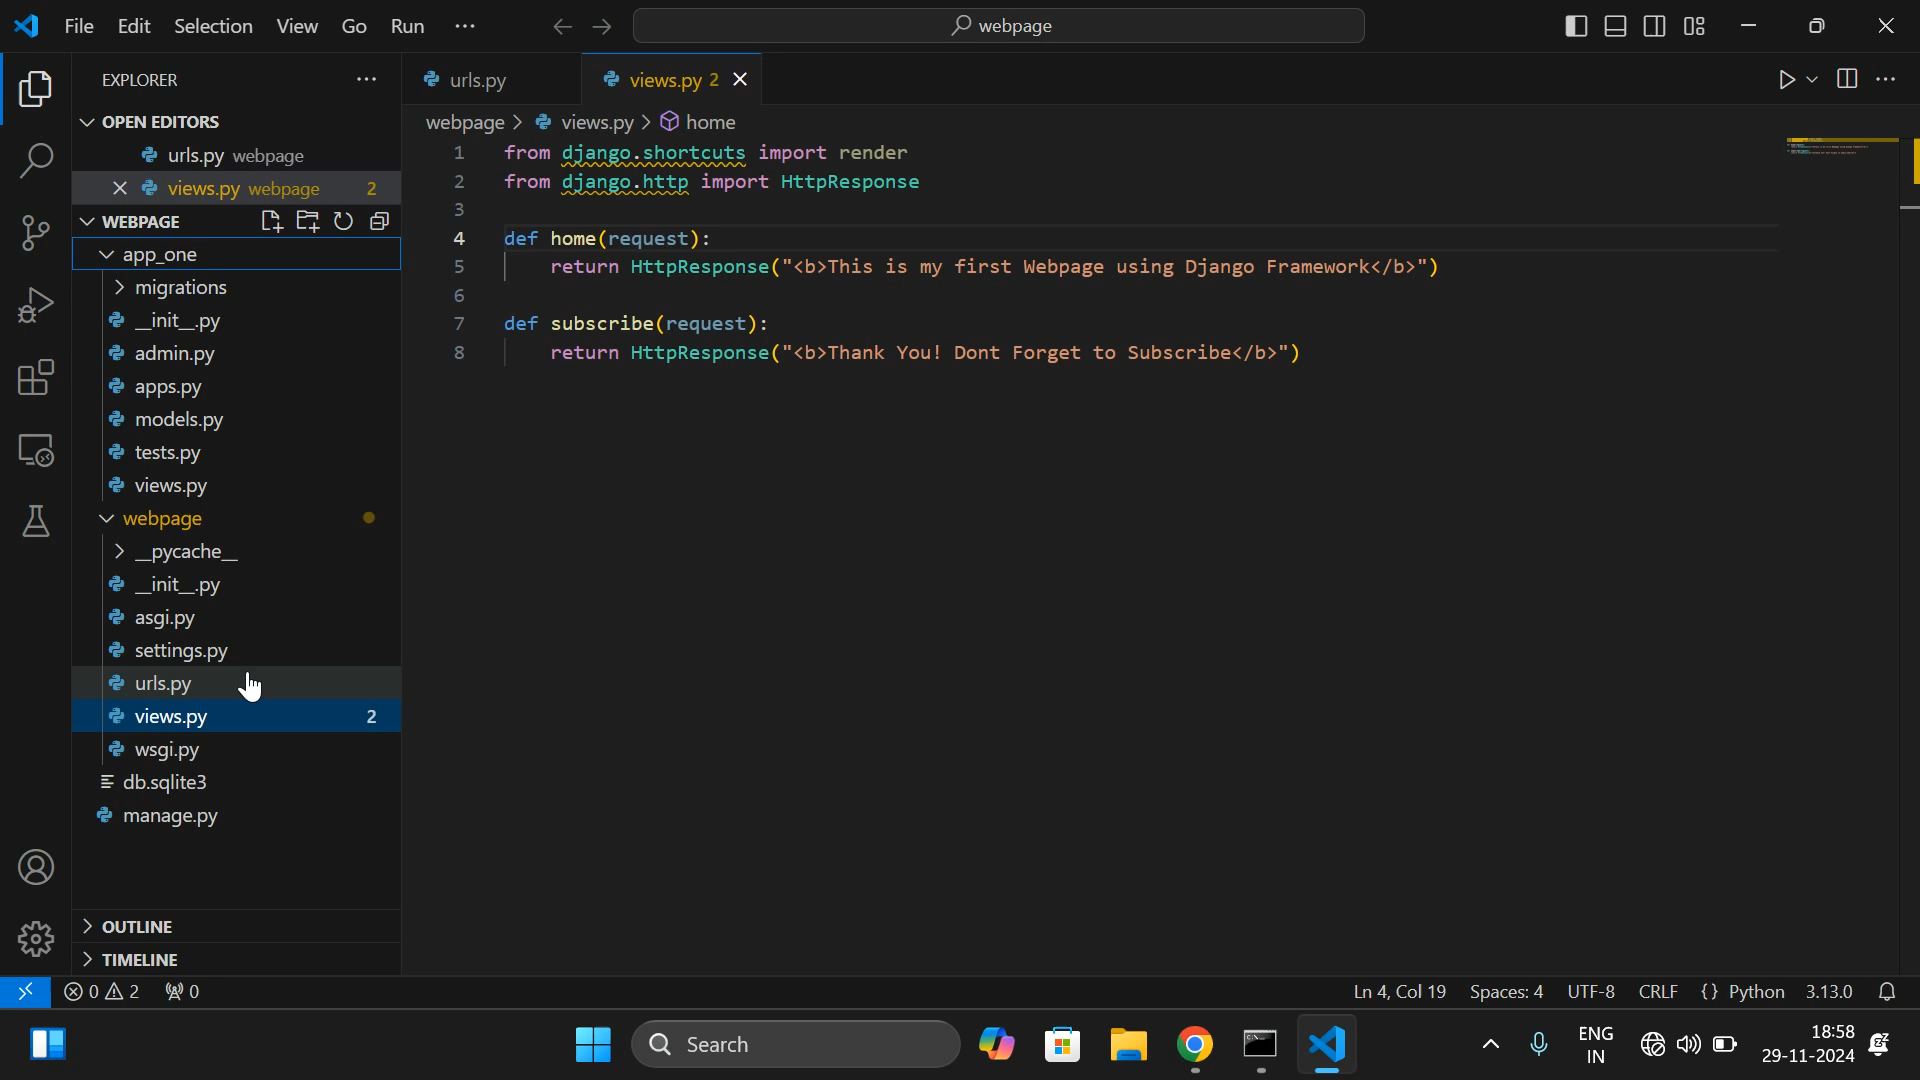 File Edit Selection View Go Run ···
webpage
EXPLORER ···
OPEN EDITORS
urls.py webpage
views.py webpage 2
WEBPAGE
app_one
migrations
__init__.py
admin.py
apps.py
models.py
tests.py
views.py
webpage
__pycache__
__init__.py
asgi.py
settings.py
urls.py
views.py 2
wsgi.py
db.sqlite3
manage.py
OUTLINE
TIMELINE
urls.py views.py 2
webpage > views.py > home
1 from django.shortcuts import render
2 from django.http import HttpResponse
3
4 def home(request):
5 return HttpResponse("<b>This is my first Webpage using Django Framework</b>")
6
7 def subscribe(request):
8 return HttpResponse("<b>Thank You! Dont Forget to Subscribe</b>")
0 2 0 Ln 4, Col 19 Spaces: 4 UTF-8 CRLF {} Python 3.13.0
Search
ENG
IN
18:58
29-11-2024